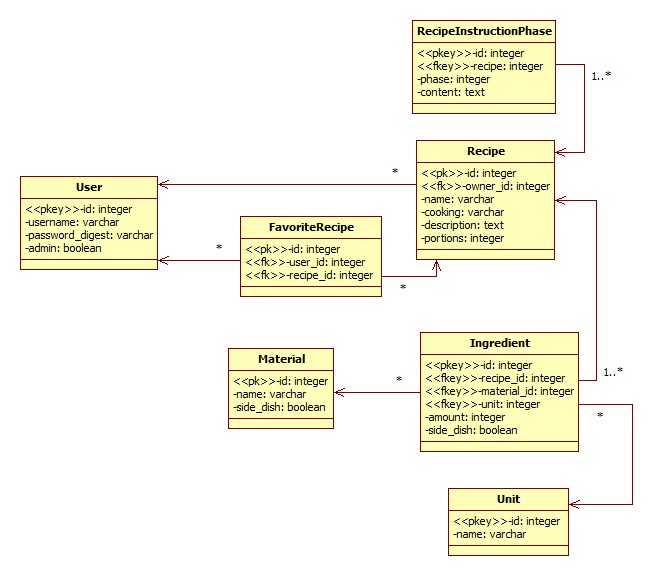 RecipeInstructionPhase
<<pkey>>-id: integer
<<fkey>>-recipe: integer
-phase: integer
-content: text
1..*
Recipe
<<pk>>-id: integer
<<fk>>-owner_id: integer
-name: varchar
-cooking: varchar
-description: text
-portions: integer
*
User
<<pkey>>-id: integer
-username: varchar
-password_digest: varchar
-admin: boolean
*
FavoriteRecipe
<<pk>>-id: integer
<<fk>>-user_id: integer
<<fk>>-recipe_id: integer
*
Material
<<pk>>-id: integer
-name: varchar
-side_dish: boolean
*
Ingredient
<<pkey>>-id: integer
<<fkey>>-recipe_id: integer
<<fkey>>-material_id: integer
<<fkey>>-unit: integer
-amount: integer
-side_dish: boolean
1..*
*
Unit
<<pkey>>-id: integer
-name: varchar